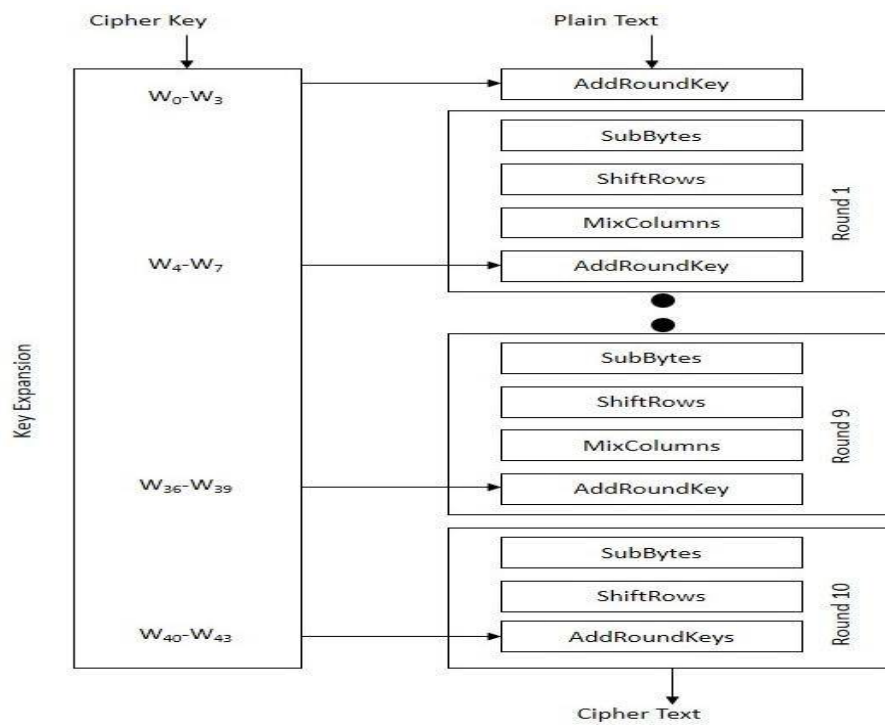 Cipher Key
Plain Text
W₀-W₃
AddRoundKey
SubBytes
ShiftRows
MixColumns
W₄-W₇
AddRoundKey
Round 1
Key Expansion
SubBytes
ShiftRows
MixColumns
W₃₆-W₃₉
AddRoundKey
Round 9
SubBytes
ShiftRows
W₄₀-W₄₃
AddRoundKeys
Round 10
Cipher Text